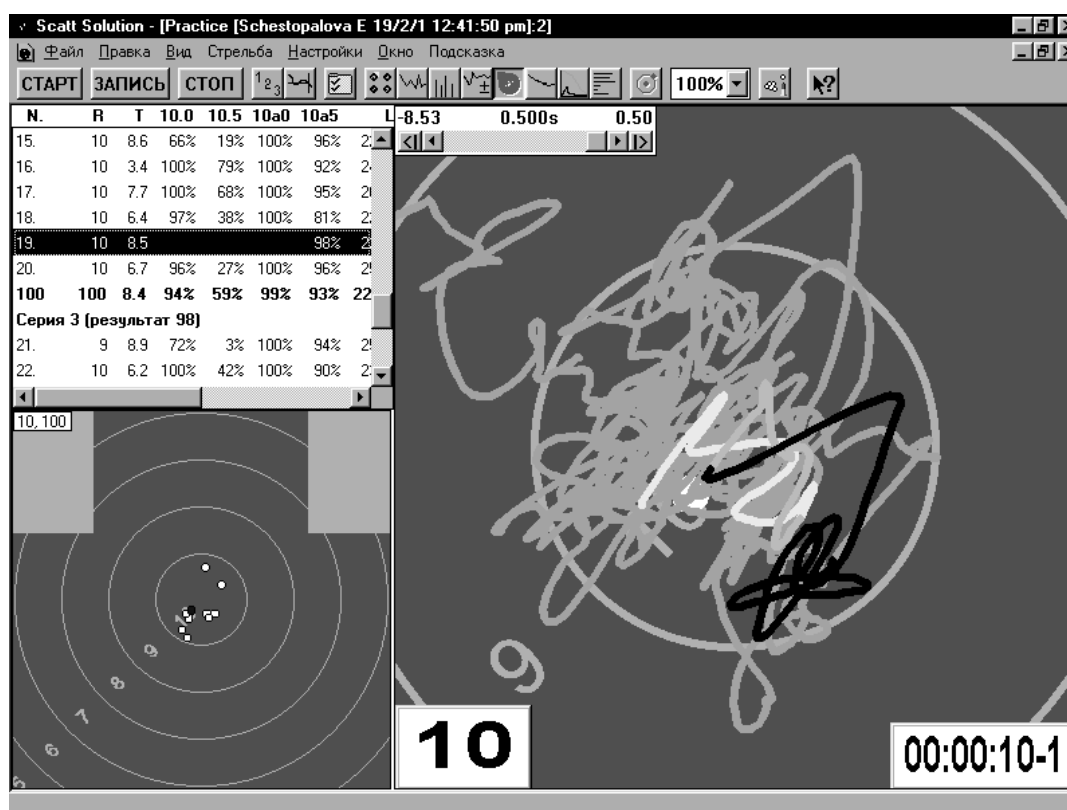 Scatt Solution - [Practice [Schestopalova E 19/2/1 12:41:50 pm]:2]
Файл Правка Вид Стрельба Настройки Окно Подсказка
СТАРТ ЗАПИСЬ СТОП 1 2 3 100%
N. R T 10.0 10.5 10a0 10a5 L
15. 10 8.6 66% 19% 100% 96%
16. 10 3.4 100% 79% 100% 92%
17. 10 7.7 100% 68% 100% 95%
18. 10 6.4 97% 38% 100% 81%
19. 10 8.5 98%
20. 10 6.7 96% 27% 100% 96%
100 100 8.4 94% 59% 99% 93% 22
Серия 3 (результат 98)
21. 9 8.9 72% 3% 100% 94%
22. 10 6.2 100% 42% 100% 90%
-8.53 0.500s 0.50
10, 100
9
8
7
6
9
10
00:00:10-1